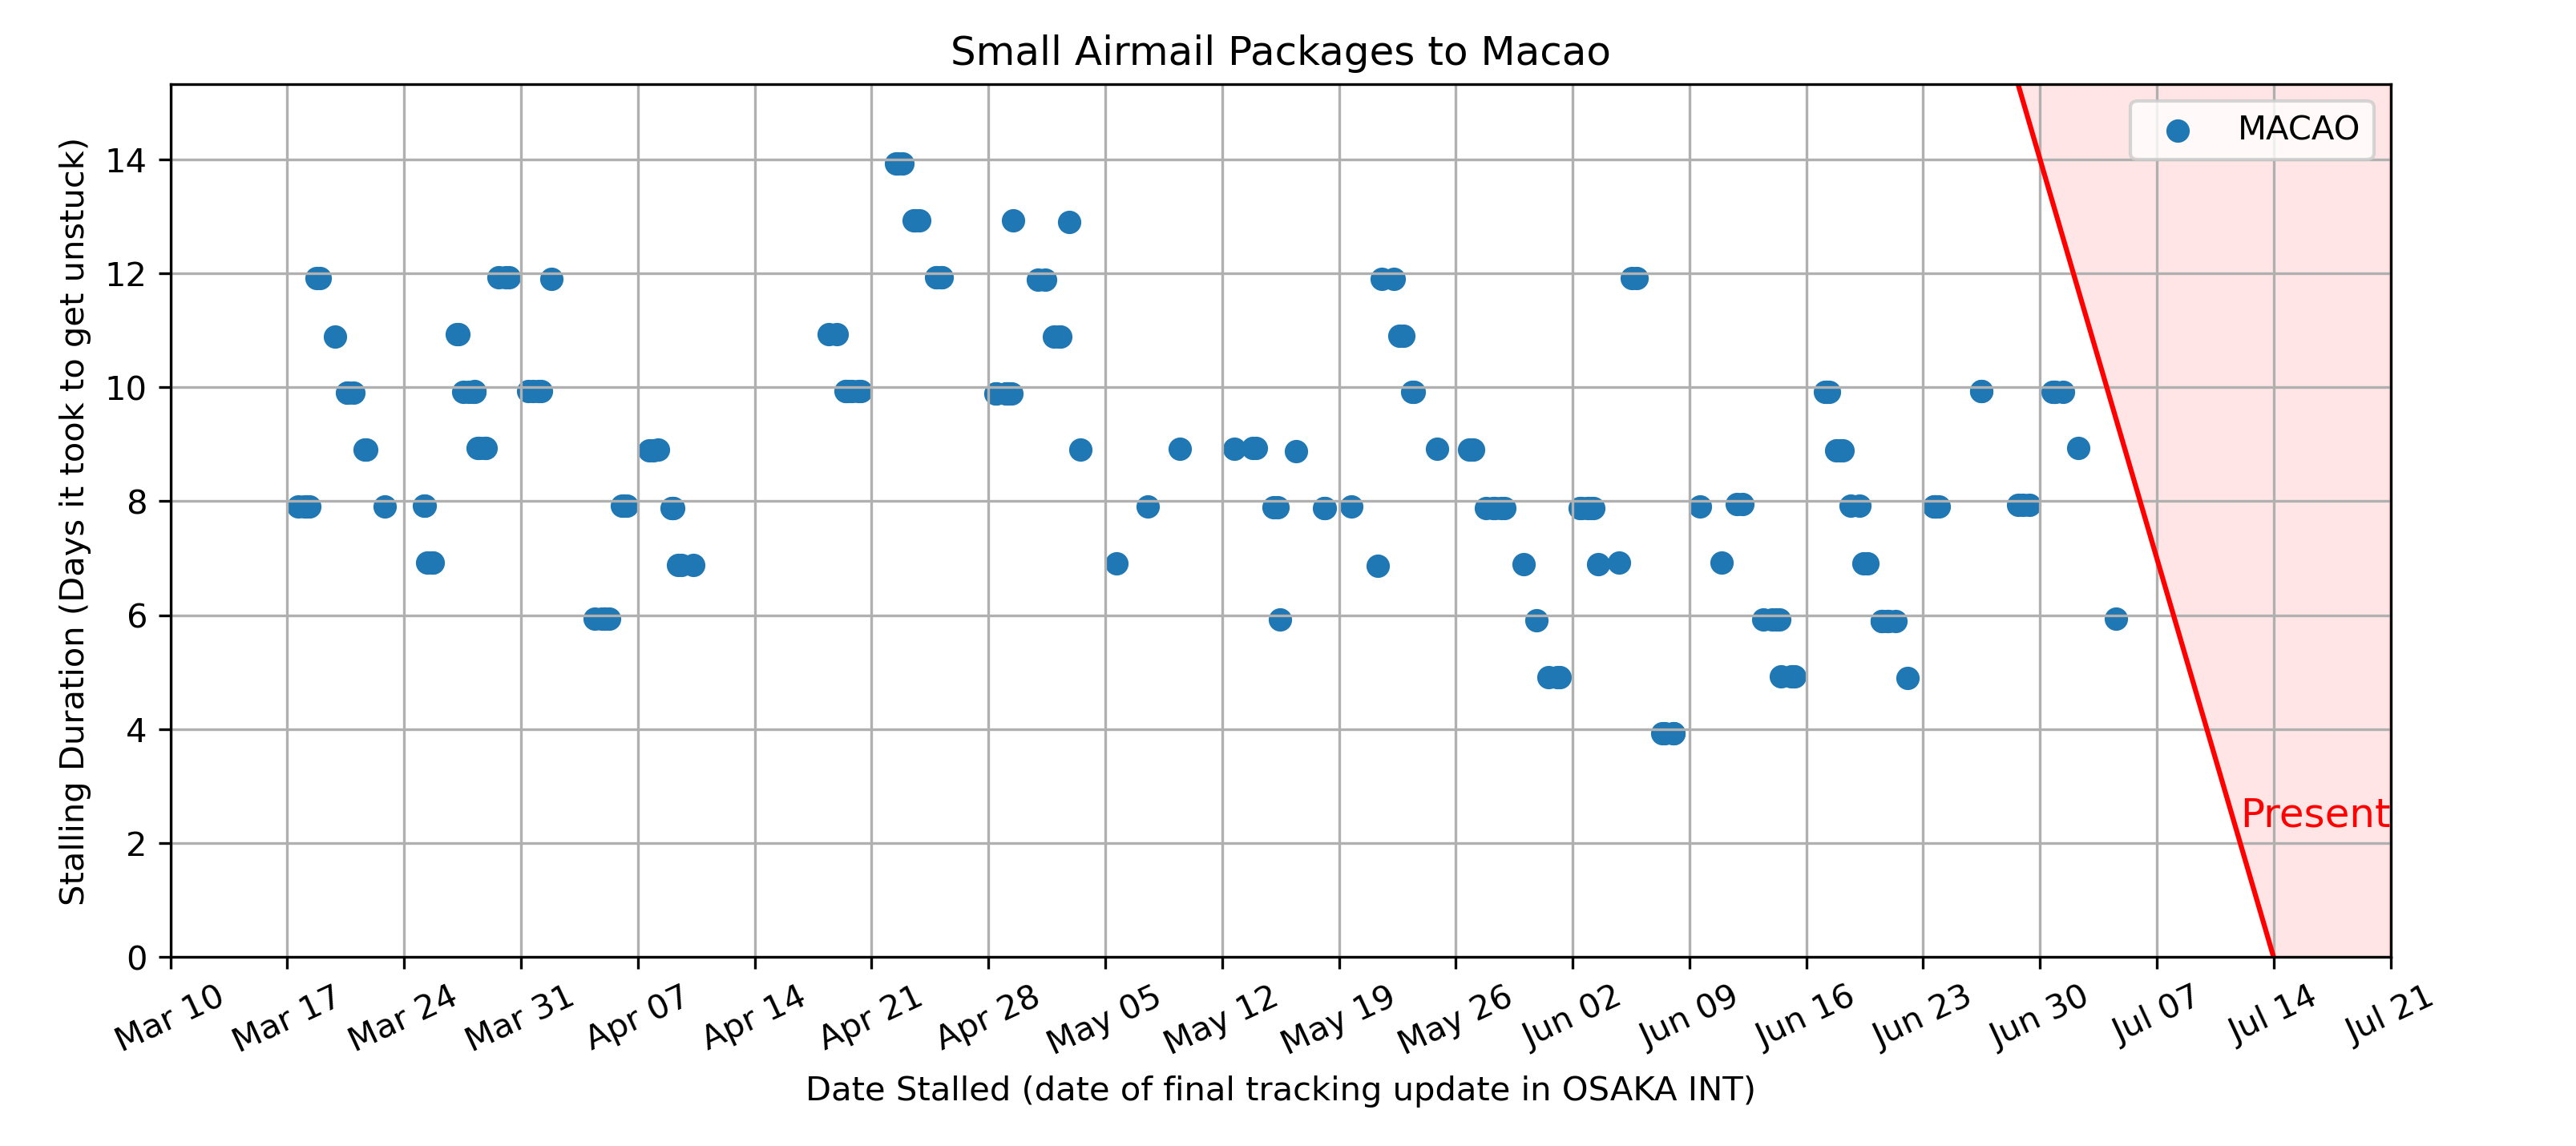 Small Airmail Packages to Macao
MACAO
Stalling Duration (Days it took to get unstuck)
14
12
10
8
6
4
2
0
Present
Mar 10
Mar 17
Mar 24
Mar 31
Apr 07
Apr 14
Apr 21
Apr 28
May 05
May 12
May 19
May 26
Jun 02
Jun 09
Jun 16
Jun 23
Jun 30
Jul 07
Jul 14
Jul 21
Date Stalled (date of final tracking update in OSAKA INT)